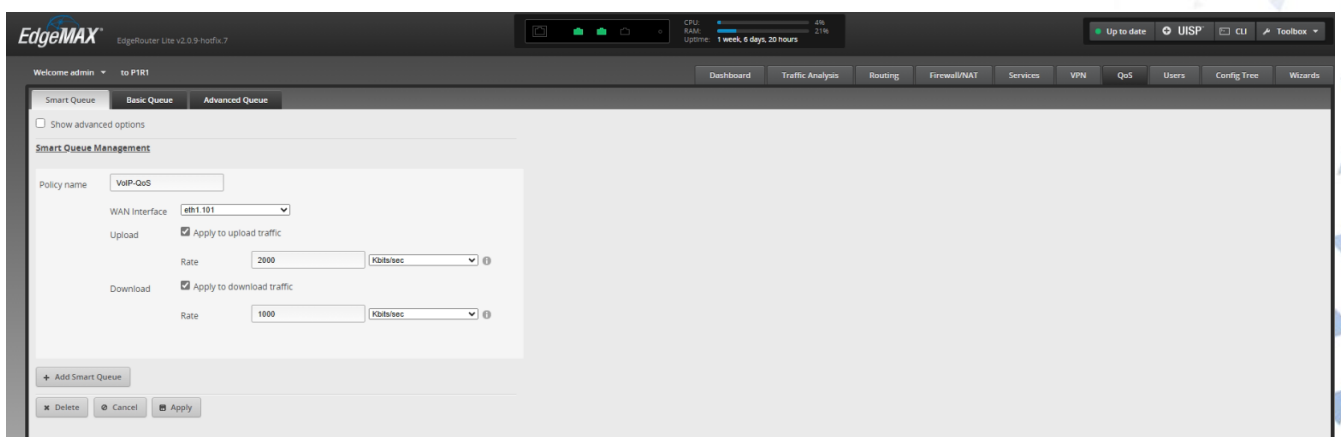 EdgeMAX®
EdgeRouter Lite v2.0.9-hotfix.7
CPU: 4%
RAM: 21%
Uptime: 1 week, 6 days, 20 hours
Up to date
UISP
CLI
Toolbox
Welcome admin to P1R1
Dashboard Traffic Analysis Routing Firewall/NAT Services VPN QoS Users Config Tree Wizards
Smart Queue Basic Queue Advanced Queue
Show advanced options
Smart Queue Management
Policy name VoIP-QoS
WAN Interface eth1.101
Upload Apply to upload traffic
Rate 2000 Kbits/sec
Download Apply to download traffic
Rate 1000 Kbits/sec
+ Add Smart Queue
Delete Cancel Apply